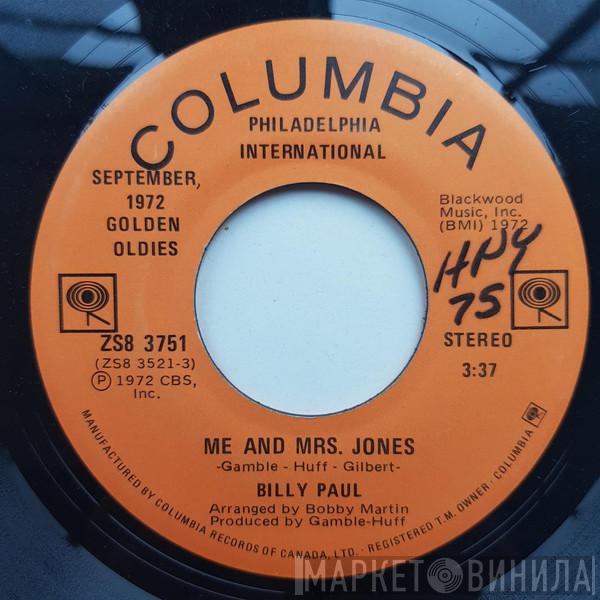 COLUMBIA
PHILADELPHIA
INTERNATIONAL
SEPTEMBER,
1972
GOLDEN
OLDIES
Blackwood
Music, Inc.
(BMI) 1972
HNY
75
ZS8 3751
(ZS8 3521-3)
Ⓟ 1972 CBS,
Inc.
STEREO
3:37
ME AND MRS. JONES
-Gamble - Huff - Gilbert-
BILLY PAUL
Arranged by Bobby Martin
Produced by Gamble-Huff
MANUFACTURED BY COLUMBIA RECORDS OF CANADA, LTD. · REGISTERED T.M. OWNER · COLUMBIA ·
МАРКЕТ ВИНИЛА